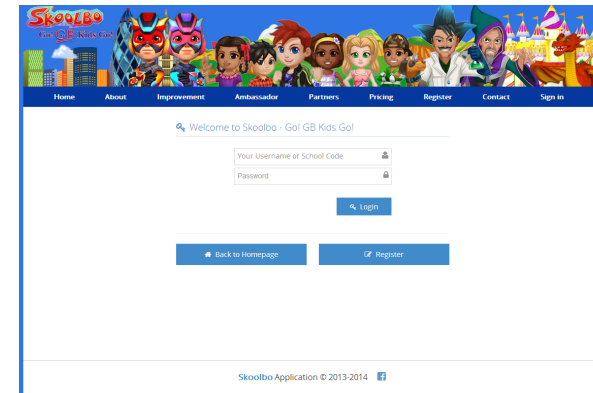 SKOOLBO
Go! GB Kids Go!
Home About Improvement Ambassador Partners Pricing Register Contact Sign in
Welcome to Skoolbo - Go! GB Kids Go!
Your Username or School Code
Password
Login
Back to Homepage Register
Skoolbo Application © 2013-2014